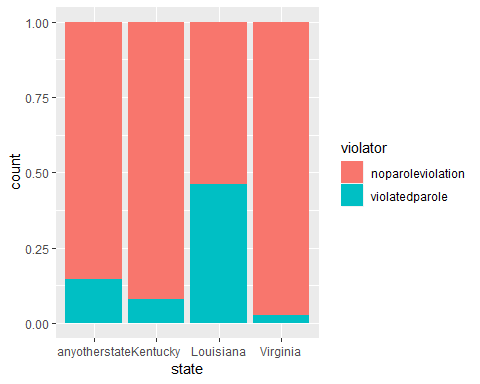 1.00
0.75
0.50
0.25
0.00
count
anyotherstate Kentucky Louisiana Virginia
state
violator
noparoleviolation
violatedparole